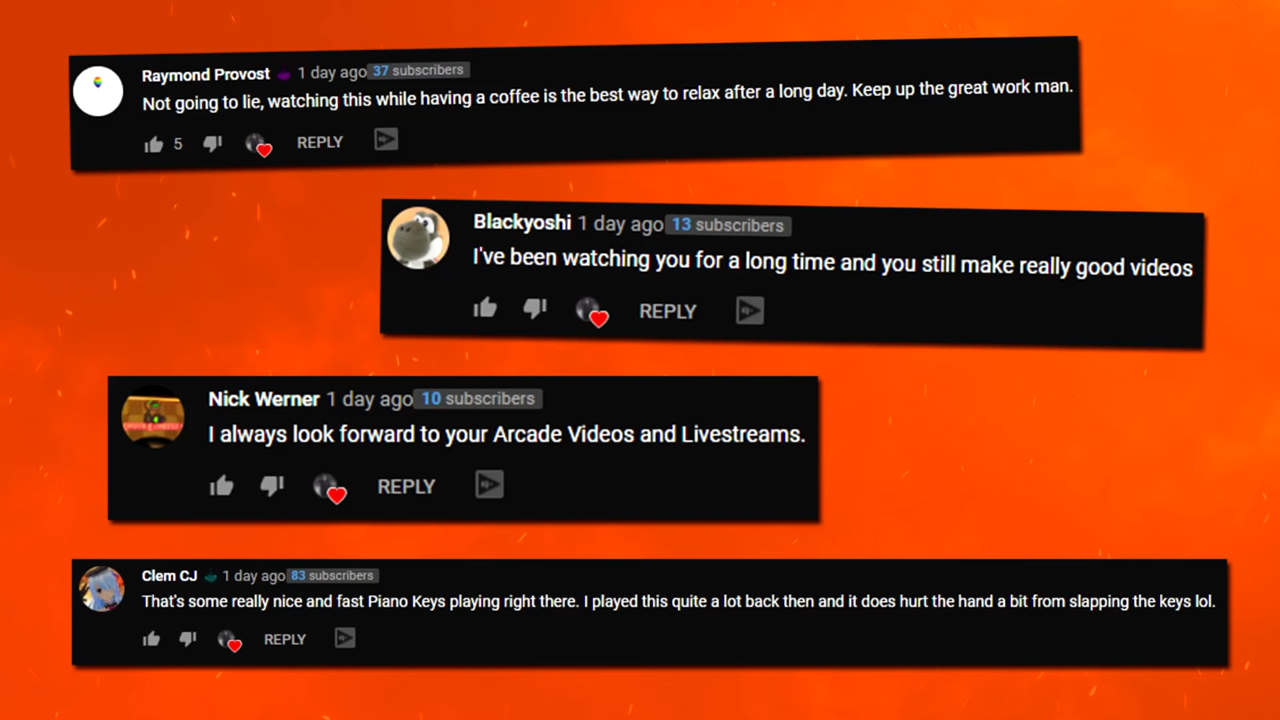 Raymond Provost 1 day ago 37 subscribers
Not going to lie, watching this while having a coffee is the best way to relax after a long day. Keep up the great work man.
5 REPLY
Blackyoshi 1 day ago 13 subscribers
I've been watching you for a long time and you still make really good videos
REPLY
Nick Werner 1 day ago 10 subscribers
I always look forward to your Arcade Videos and Livestreams.
REPLY
Clem CJ 1 day ago 83 subscribers
That's some really nice and fast Piano Keys playing right there. I played this quite a lot back then and it does hurt the hand a bit from slapping the keys lol.
REPLY